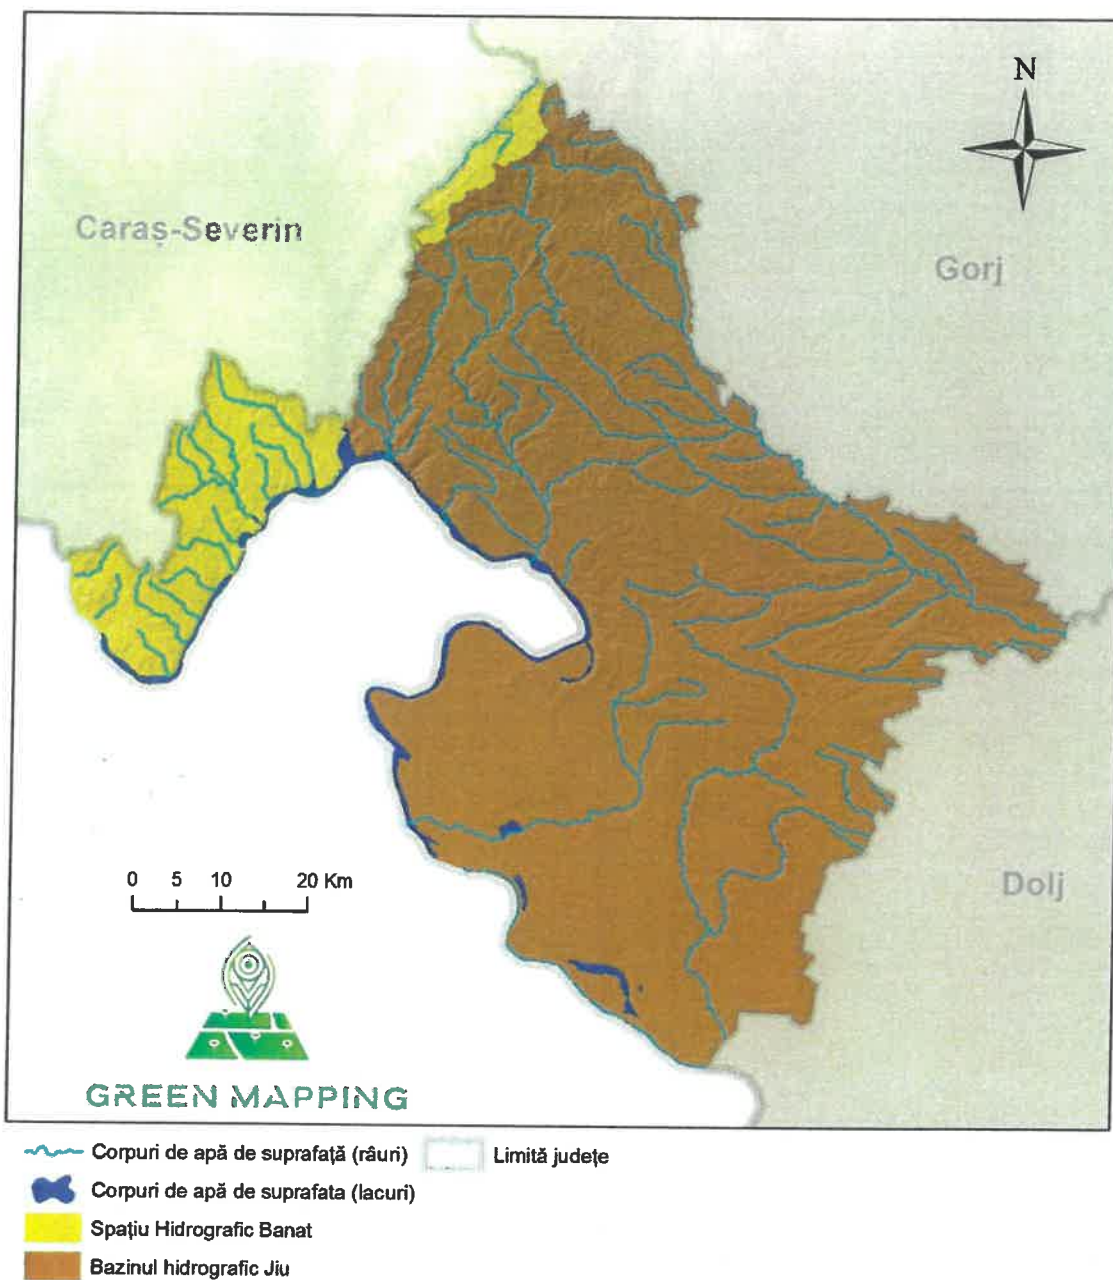 N
Caraș-Severin
Gorj
0 5 10 20 Km
Dolj
GREEN MAPPING
Corpuri de apă de suprafață (râuri)
Limită județe
Corpuri de apă de suprafata (lacuri)
Spațiu Hidrografic Banat
Bazinul hidrografic Jiu